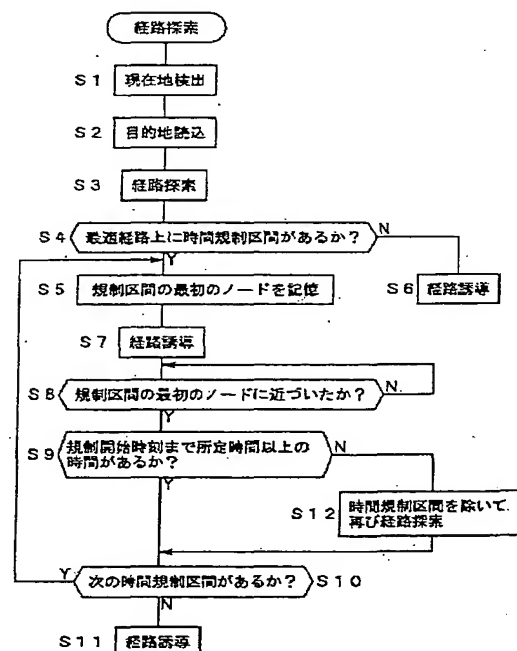 経路探索
S1 現在地検出
S2 目的地読込
S3 経路探索
S4 最適経路上に時間規制区間があるか? N
Y
S5 規制区間の最初のノードを記憶
S6 経路誘導
S7 経路誘導
S8 規制区間の最初のノードに近づいたか? N
Y
S9 規制開始時刻まで所定時間以上の
時間があるか?
N
Y
S12 時間規制区間を除いて
再び経路探索
Y 次の時間規制区間があるか? S10
N
S11 経路誘導